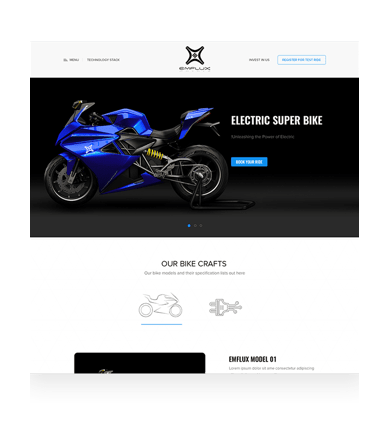 MENU
TECHNOLOGY STAGE
EMFLUX
INVEST IN US
REGISTER FOR TEST RIDE
ELECTRIC SUPER BIKE
Unleashing the Power of Electric
BOOK YOUR RIDE
OUR BIKE CRAFTS
Our bike models and their specification lists out here
EMFLUX MODEL 01
Lorem ipsum dolor sit ame consectetur adipiscing